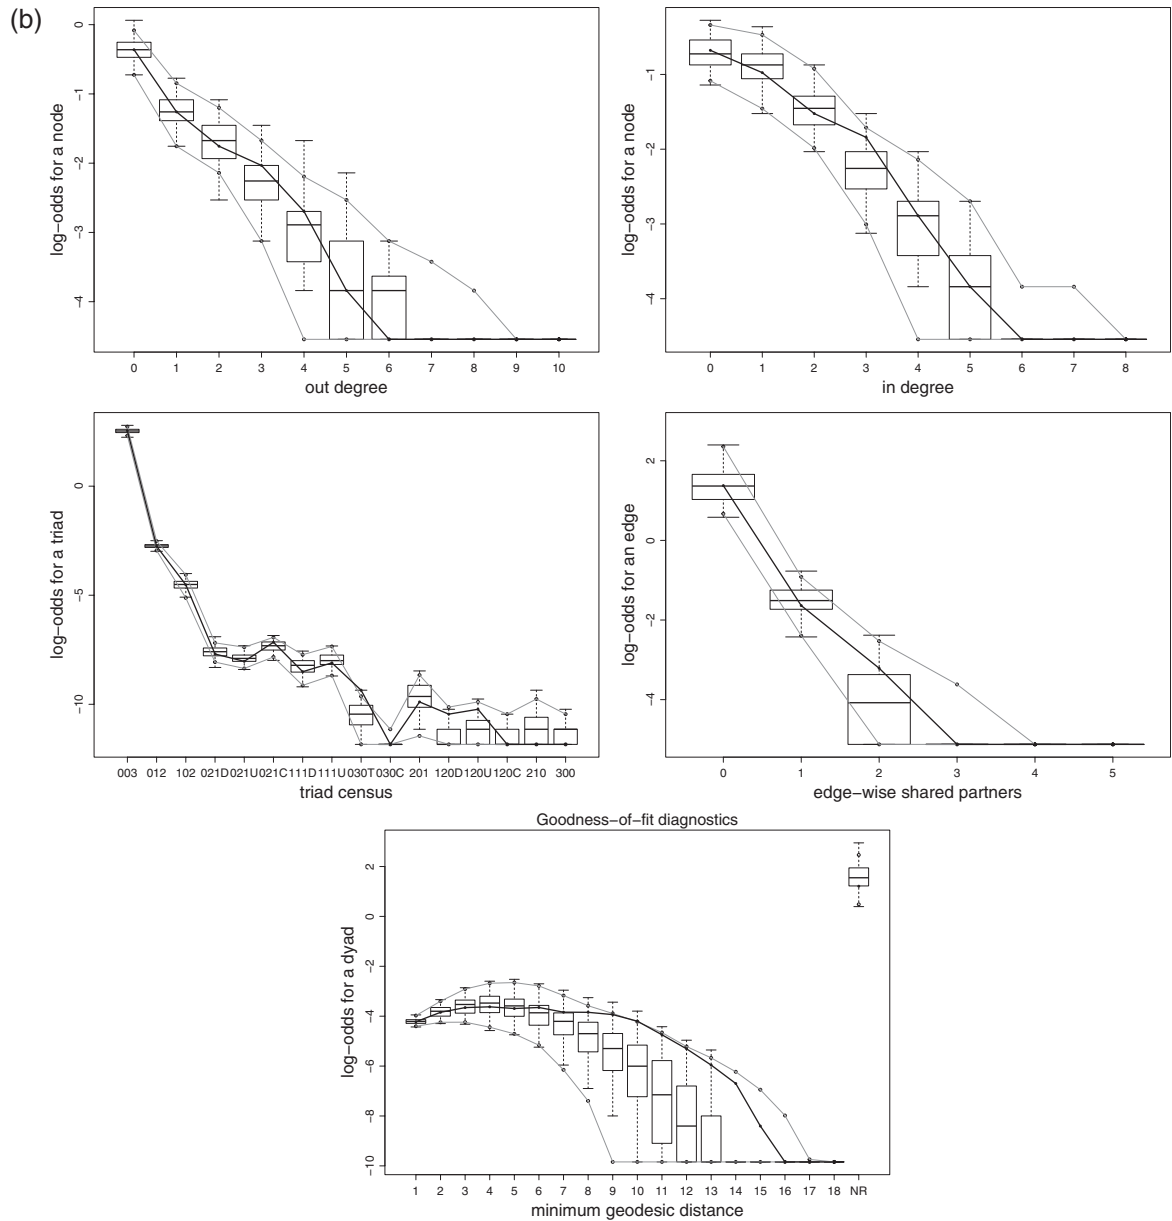 (b)
log−odds for a node
0
−1
−2
−3
−4
0 1 2 3 4 5 6 7 8 9 10
out degree
log−odds for a node
−1
−2
−3
−4
0 1 2 3 4 5 6 7 8
in degree
log−odds for a triad
0
−5
−10
003 012 102 021D 021U 021C 111D 111U 030T 030C 201 120D 120U 120C 210 300
triad census
log−odds for an edge
2
0
−2
−4
0 1 2 3 4 5
edge−wise shared partners
Goodness−of−fit diagnostics
log−odds for a dyad
2
0
−2
−4
−6
−8
−10
1 2 3 4 5 6 7 8 9 10 11 12 13 14 15 16 17 18 NR
minimum geodesic distance